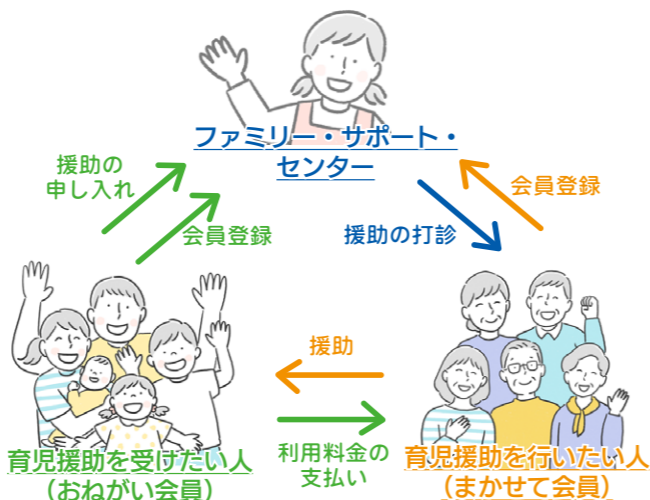 ファミリー・サポート・
センター
援助の
申し入れ
会員登録
援助の打診
会員登録
援助
利用料金の
支払い
育児援助を受けたい人
（おねがい会員）
育児援助を行いたい人
（まかせて会員）